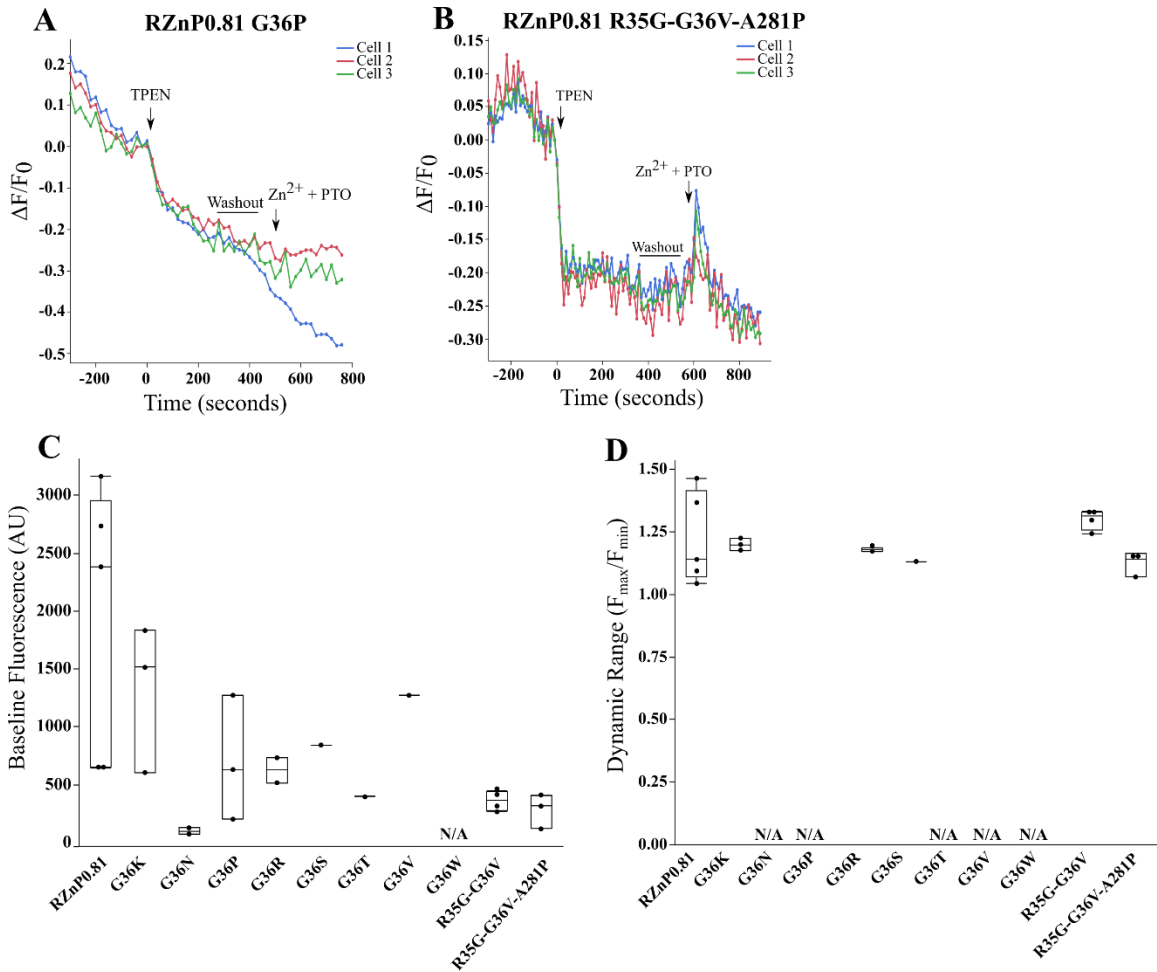 A
RZnP0.81 G36P
Cell 1
Cell 2
Cell 3
TPEN
Washout
Zn2+ + PTO
ΔF/F0
0.2
0.1
0.0
-0.1
-0.2
-0.3
-0.4
-0.5
-200
0
200
400
600
800
Time (seconds)
B
RZnP0.81 R35G-G36V-A281P
Cell 1
Cell 2
Cell 3
TPEN
Zn2+ + PTO
Washout
ΔF/F0
0.15
0.10
0.05
0.00
-0.05
-0.10
-0.15
-0.20
-0.25
-0.30
-200
0
200
400
600
800
Time (seconds)
C
Baseline Fluorescence (AU)
3000
2500
2000
1500
1000
500
0
N/A
RZnP0.81
G36K
G36N
G36P
G36R
G36S
G36T
G36V
G36W
R35G-G36V
R35G-G36V-A281P
D
Dynamic Range (Fmax/Fmin)
1.50
1.25
1.00
0.75
0.50
0.25
0.00
N/A
N/A
N/A
N/A
N/A
RZnP0.81
G36K
G36N
G36P
G36R
G36S
G36T
G36V
G36W
R35G-G36V
R35G-G36V-A281P